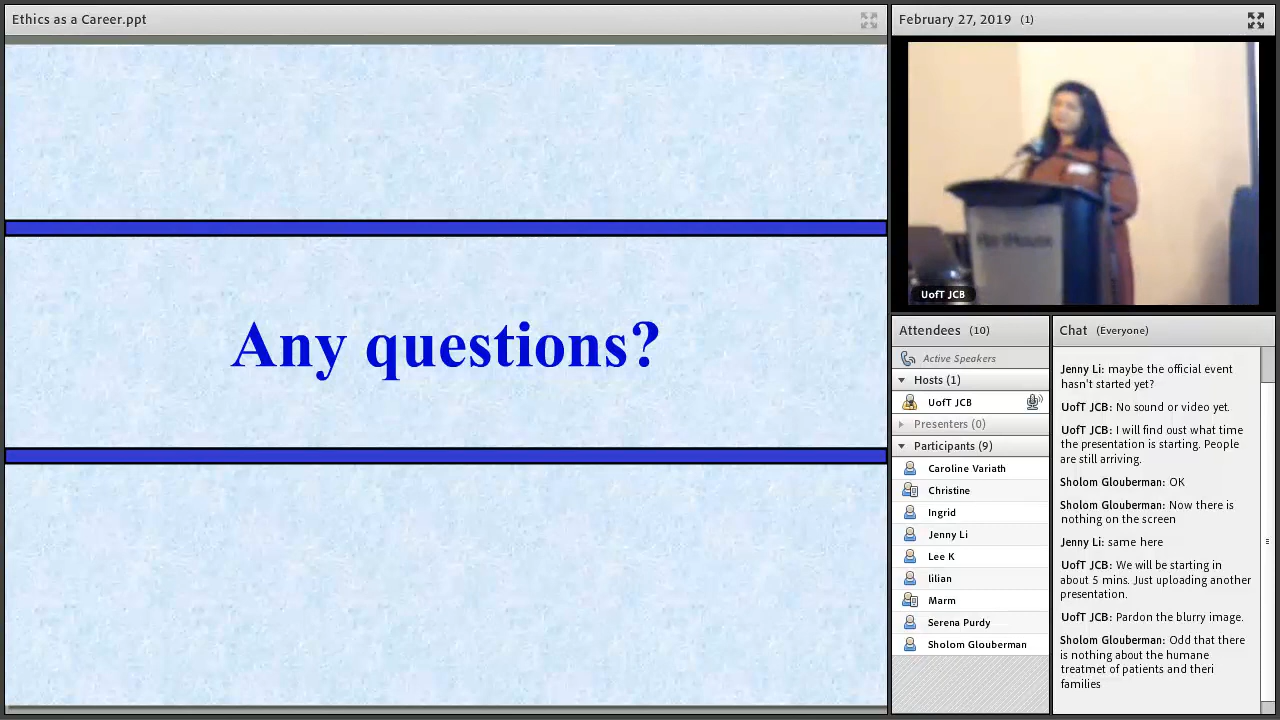 Ethics as a Career.ppt
Any questions?
February 27, 2019 (1)
UofT JCB
Attendees (10)
Active Speakers
Hosts (1)
UofT JCB
Presenters (0)
Participants (9)
Caroline Variath
Christine
Ingrid
Jenny Li
Lee K
lilian
Marm
Serena Purdy
Sholom Glouberman
Chat (Everyone)
Jenny Li: maybe the official event
hasn't started yet?
UofT JCB: No sound or video yet.
UofT JCB: I will find oust what time
the presentation is starting. People
are still arriving.
Sholom Glouberman: OK
Sholom Glouberman: Now there is
nothing on the screen
Jenny Li: same here
UofT JCB: We will be starting in
about 5 mins. Just uploading another
presentation.
UofT JCB: Pardon the blurry image.
Sholom Glouberman: Odd that there
is nothing about the humane
treatmet of patients and theri
families